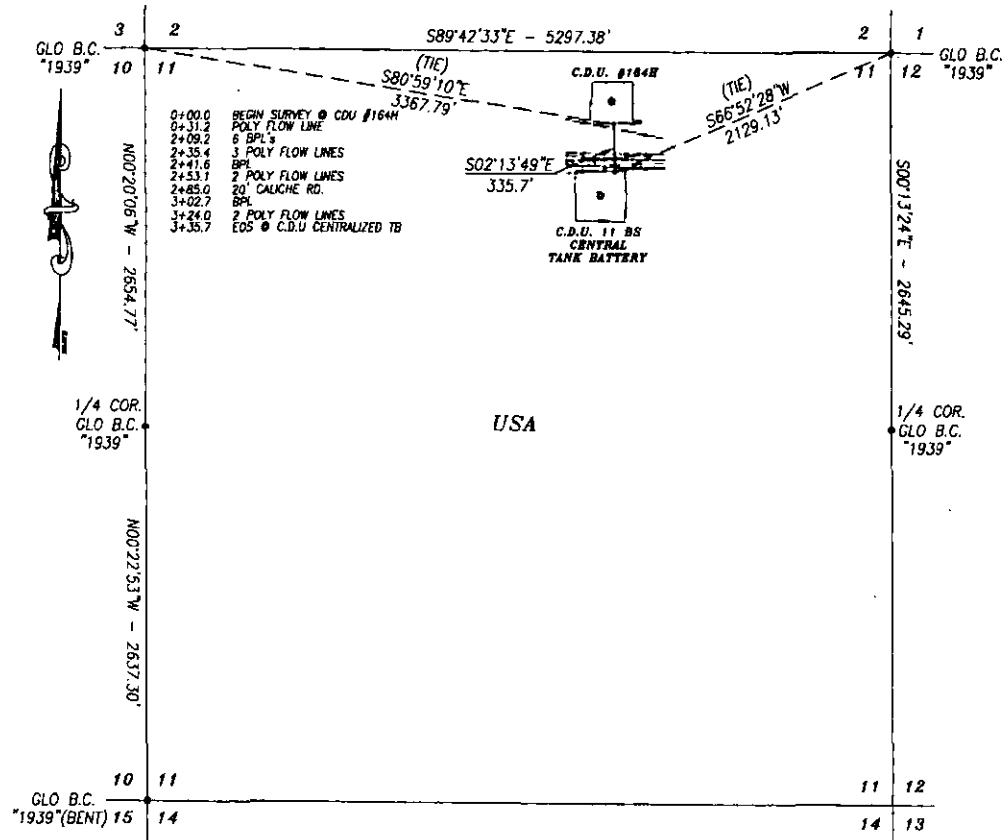 3 2
S89°42'33"E - 5297.38'
2 1
GLO B.C.
"1939"
10 11
11 12
GLO B.C.
"1939"
(TIE)
S80°59'10"E
3367.79'
C.D.U. #164H
(TIE)
S66°52'28"W
2129.13'
0+00.0 BEGIN SURVEY @ CDU #164H
0+31.2 POLY FLOW LINE
2+09.2 6 BPL's
2+35.4 3 POLY FLOW LINES
2+41.6 BPL
2+53.1 2 POLY FLOW LINES
2+85.0 20' CALICHE RD.
3+02.7 BPL
3+24.0 2 POLY FLOW LINES
3+35.7 EOS @ C.D.U CENTRALIZED TB
S02°13'49"E
335.7'
C.D.U. 11 BS
CENTRAL
TANK BATTERY
N00°20'06"W - 2654.77'
S00°13'24"E - 2645.29'
1/4 COR.
GLO B.C.
"1939"
USA
1/4 COR.
GLO B.C.
"1939"
N00°22'53"W - 2637.30'
10 11
11 12
GLO B.C.
"1939"(BENT) 15 14
14 13